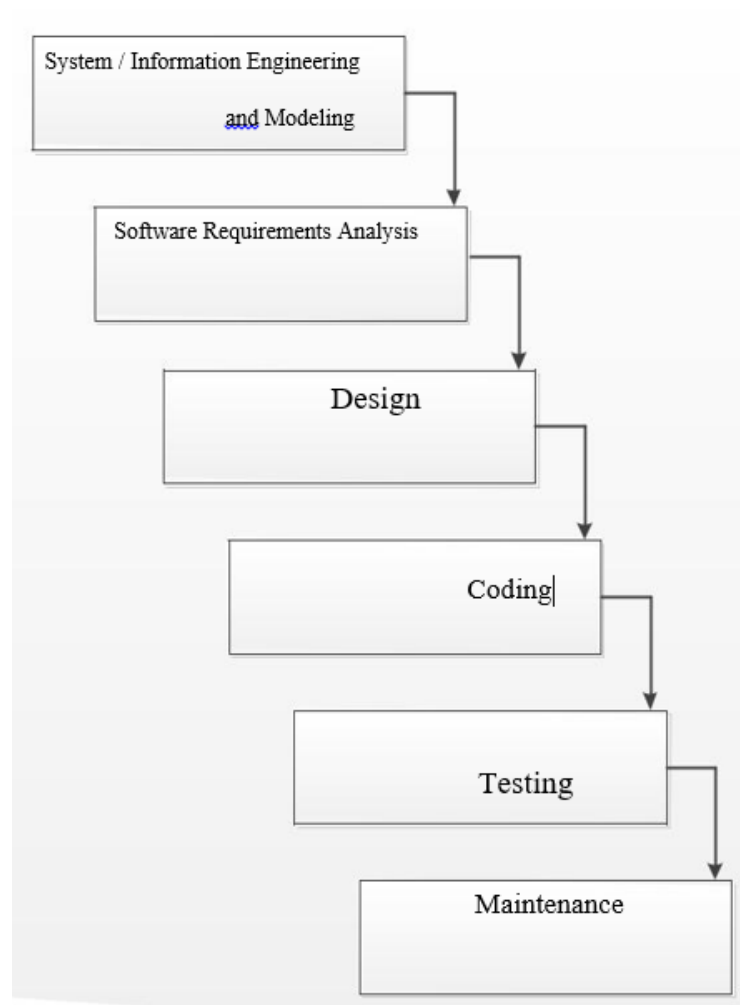 System / Information Engineering
and Modeling
Software Requirements Analysis
Design
Coding
Testing
Maintenance